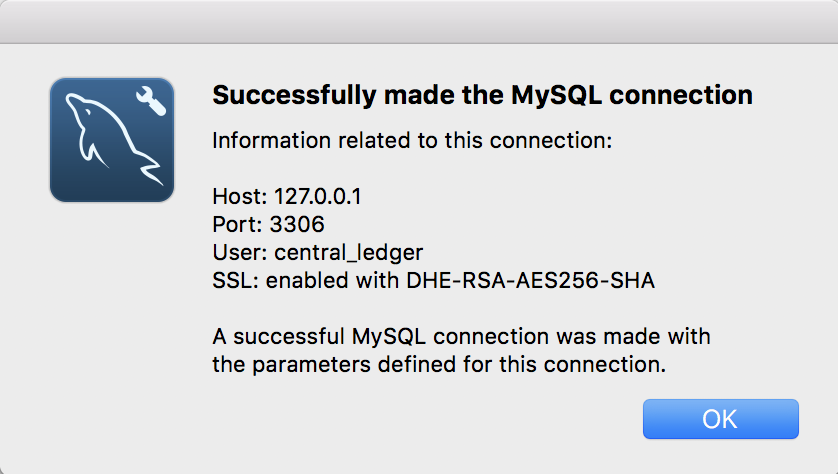 Successfully made the MySQL connection
Information related to this connection:
Host: 127.0.0.1
Port: 3306
User: central_ledger
SSL: enabled with DHE-RSA-AES256-SHA
A successful MySQL connection was made with
the parameters defined for this connection.
OK